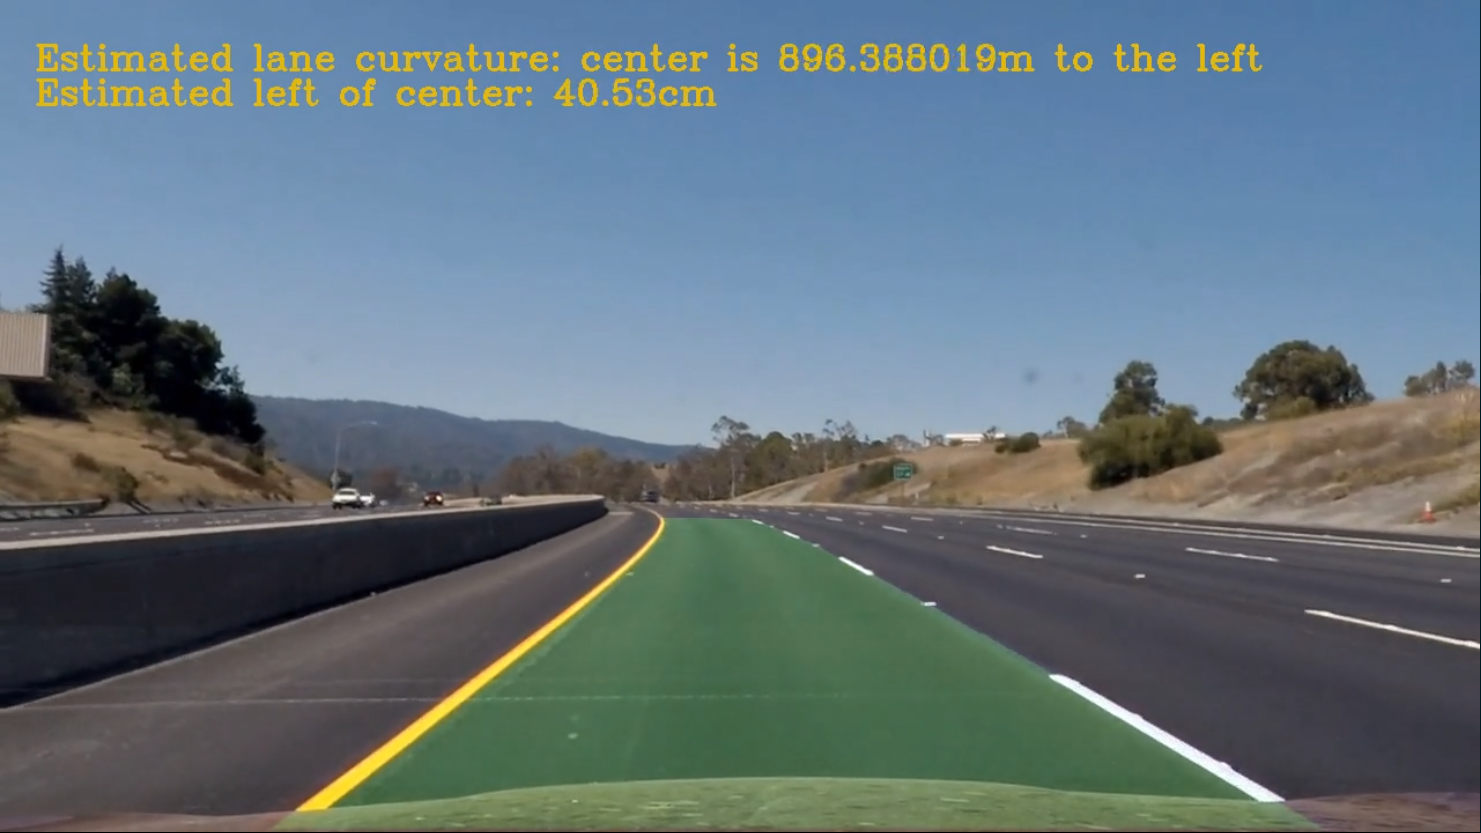 Estimated lane curvature: center is 896.388019m to the left
Estimated left of center: 40.53cm